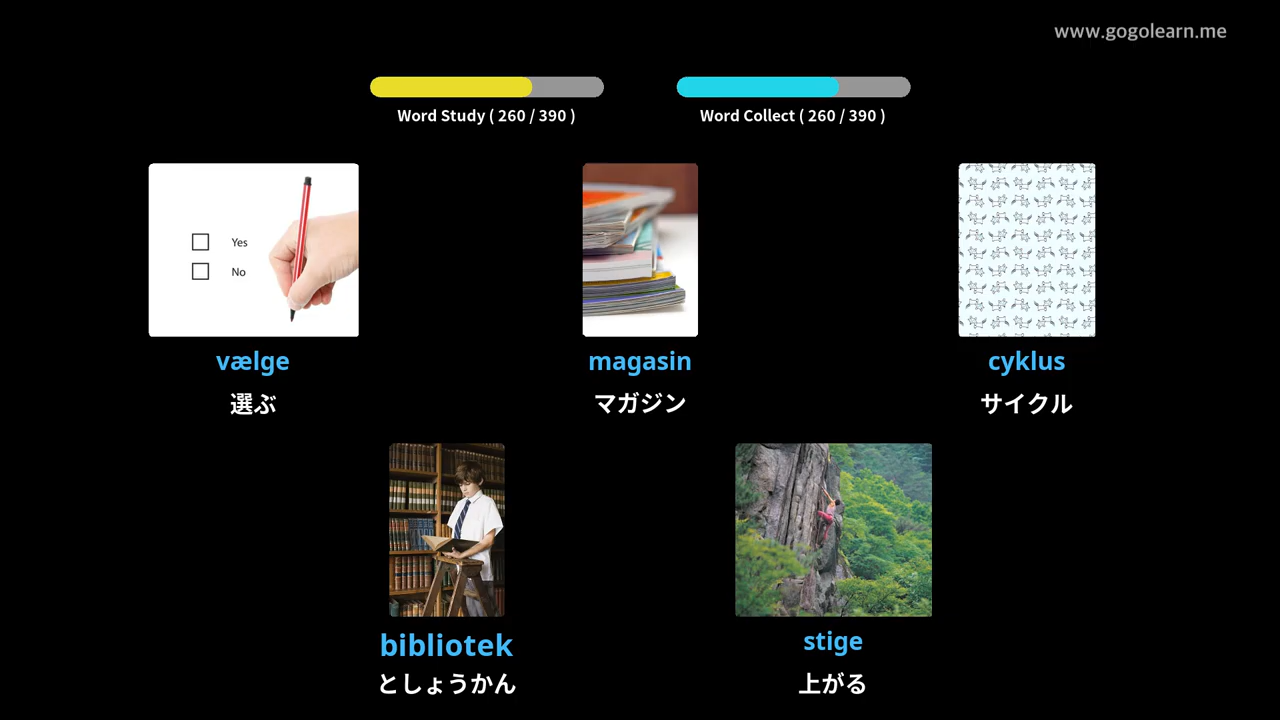 www.gogolearn.me
Word Study ( 260 / 390 )
Word Collect ( 260 / 390 )
Yes
No
vælge
magasin
cyklus
選ぶ
マガジン
サイクル
bibliotek
stige
としょうかん
上がる